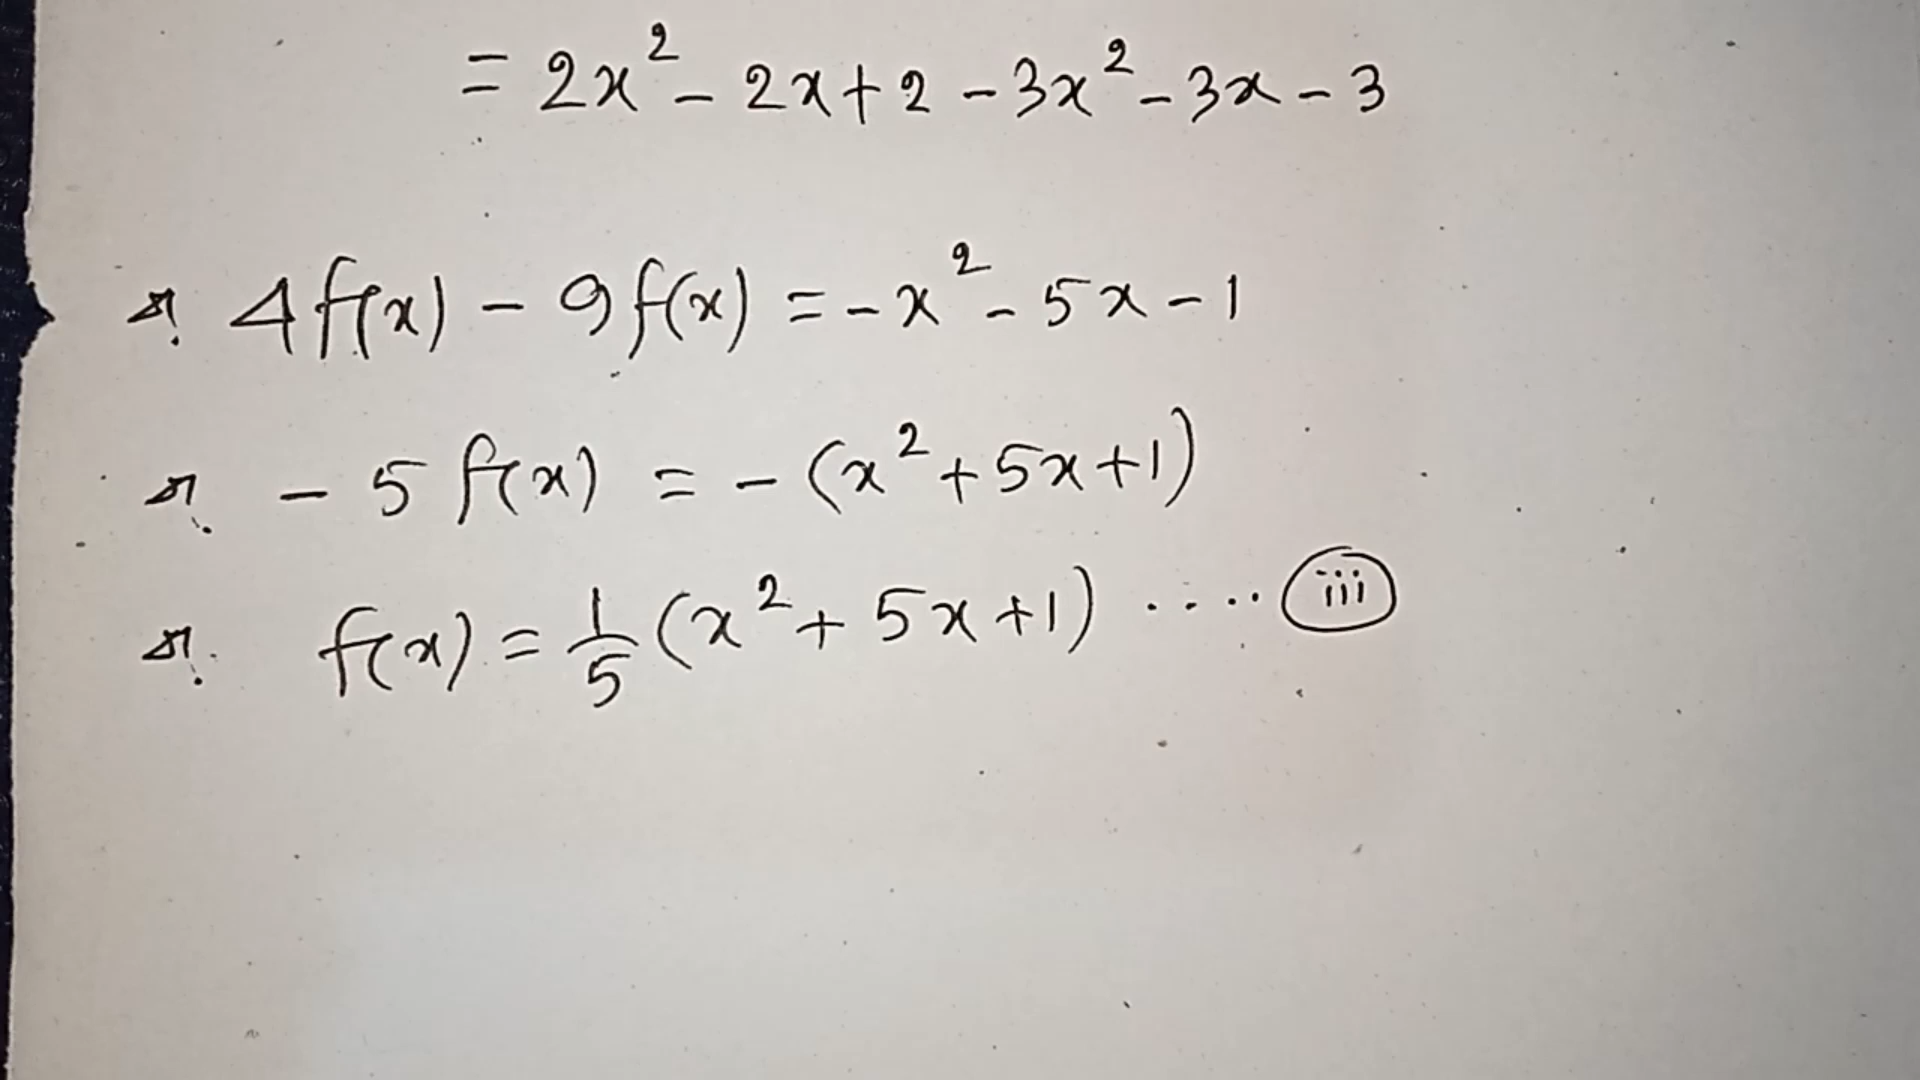 = 2x² - 2x + 2 - 3x² - 3x - 3
বা, 4f(x) - 9f(x) = -x² - 5x - 1
বা, - 5 f(x) = - (x² + 5x + 1)
বা, f(x) = 1/5 (x² + 5x + 1) ..... (iii)